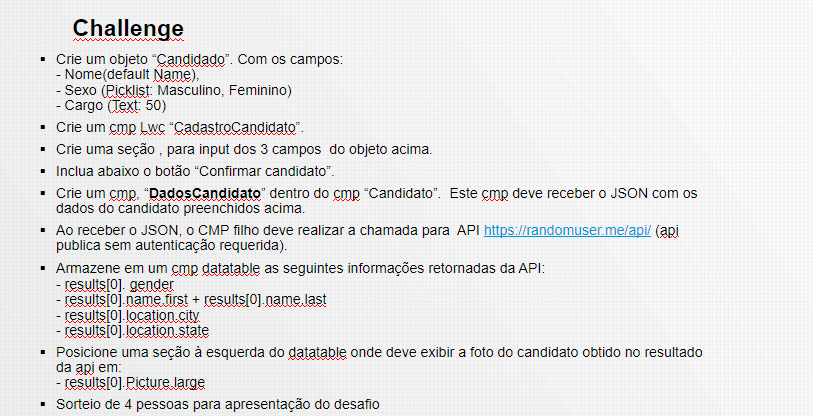 Challenge
▪ Crie um objeto “Candidado”. Com os campos:
- Nome(default Name),
- Sexo (Picklist: Masculino, Feminino)
- Cargo (Text: 50)
▪ Crie um cmp Lwc “CadastroCandidato”.
▪ Crie uma seção , para input dos 3 campos do objeto acima.
▪ Inclua abaixo o botão “Confirmar candidato”.
▪ Crie um cmp, “DadosCandidato” dentro do cmp “Candidato”. Este cmp deve receber o JSON com os
dados do candidato preenchidos acima.
▪ Ao receber o JSON, o CMP filho deve realizar a chamada para API https://randomuser.me/api/ (api
publica sem autenticação requerida).
▪ Armazene em um cmp datatable as seguintes informações retornadas da API:
- results[0]. gender
- results[0].name.first + results[0].name.last
- results[0].location.city
- results[0].location.state
▪ Posicione uma seção à esquerda do datatable onde deve exibir a foto do candidato obtido no resultado
da api em:
- results[0].Picture.large
▪ Sorteio de 4 pessoas para apresentação do desafio